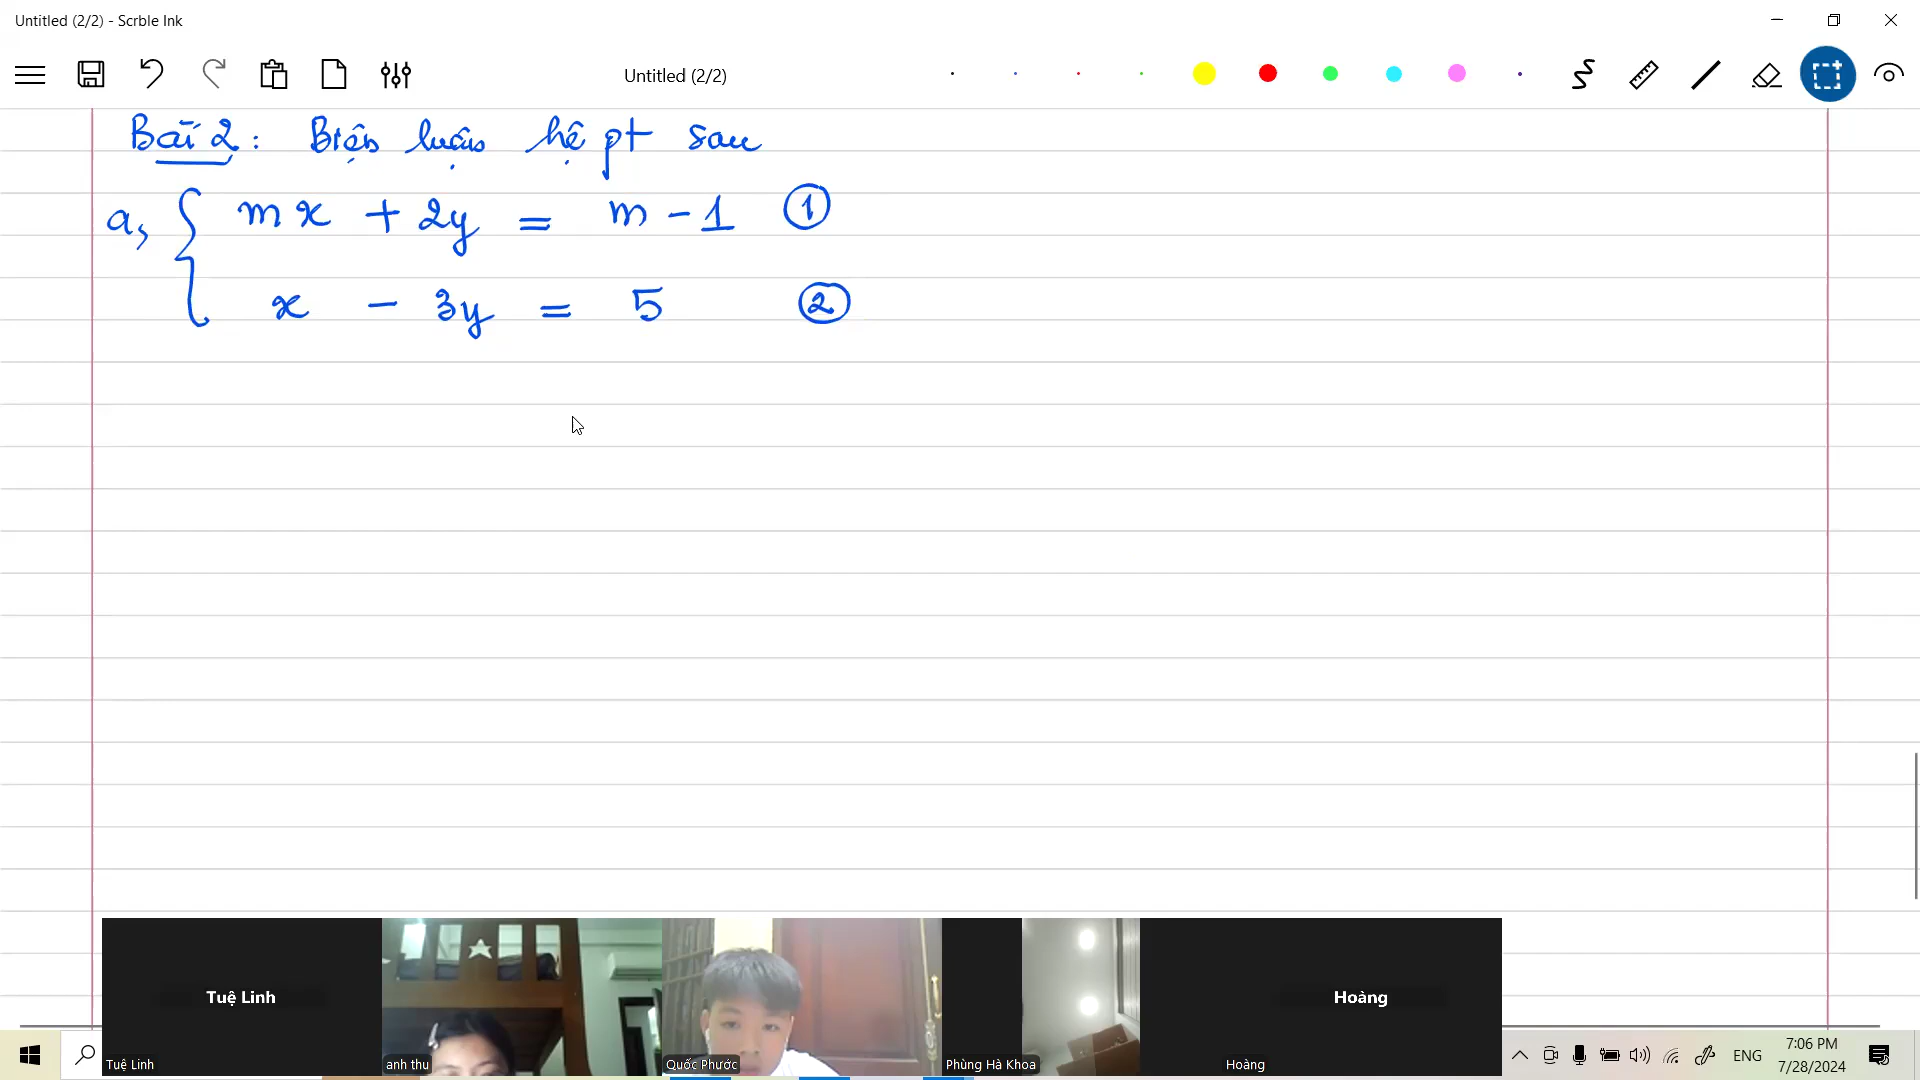 Untitled (2/2) - Scrble Ink
Untitled (2/2)
Bài 2: Biện luận hệ pt sau
a, { mx + 2y = m - 1 ①
x - 3y = 5 ②
Tuệ Linh
Hoàng
Tuệ Linh
anh thu
Quốc Phước
Phùng Hà Khoa
Hoàng
ENG
7:06 PM
7/28/2024